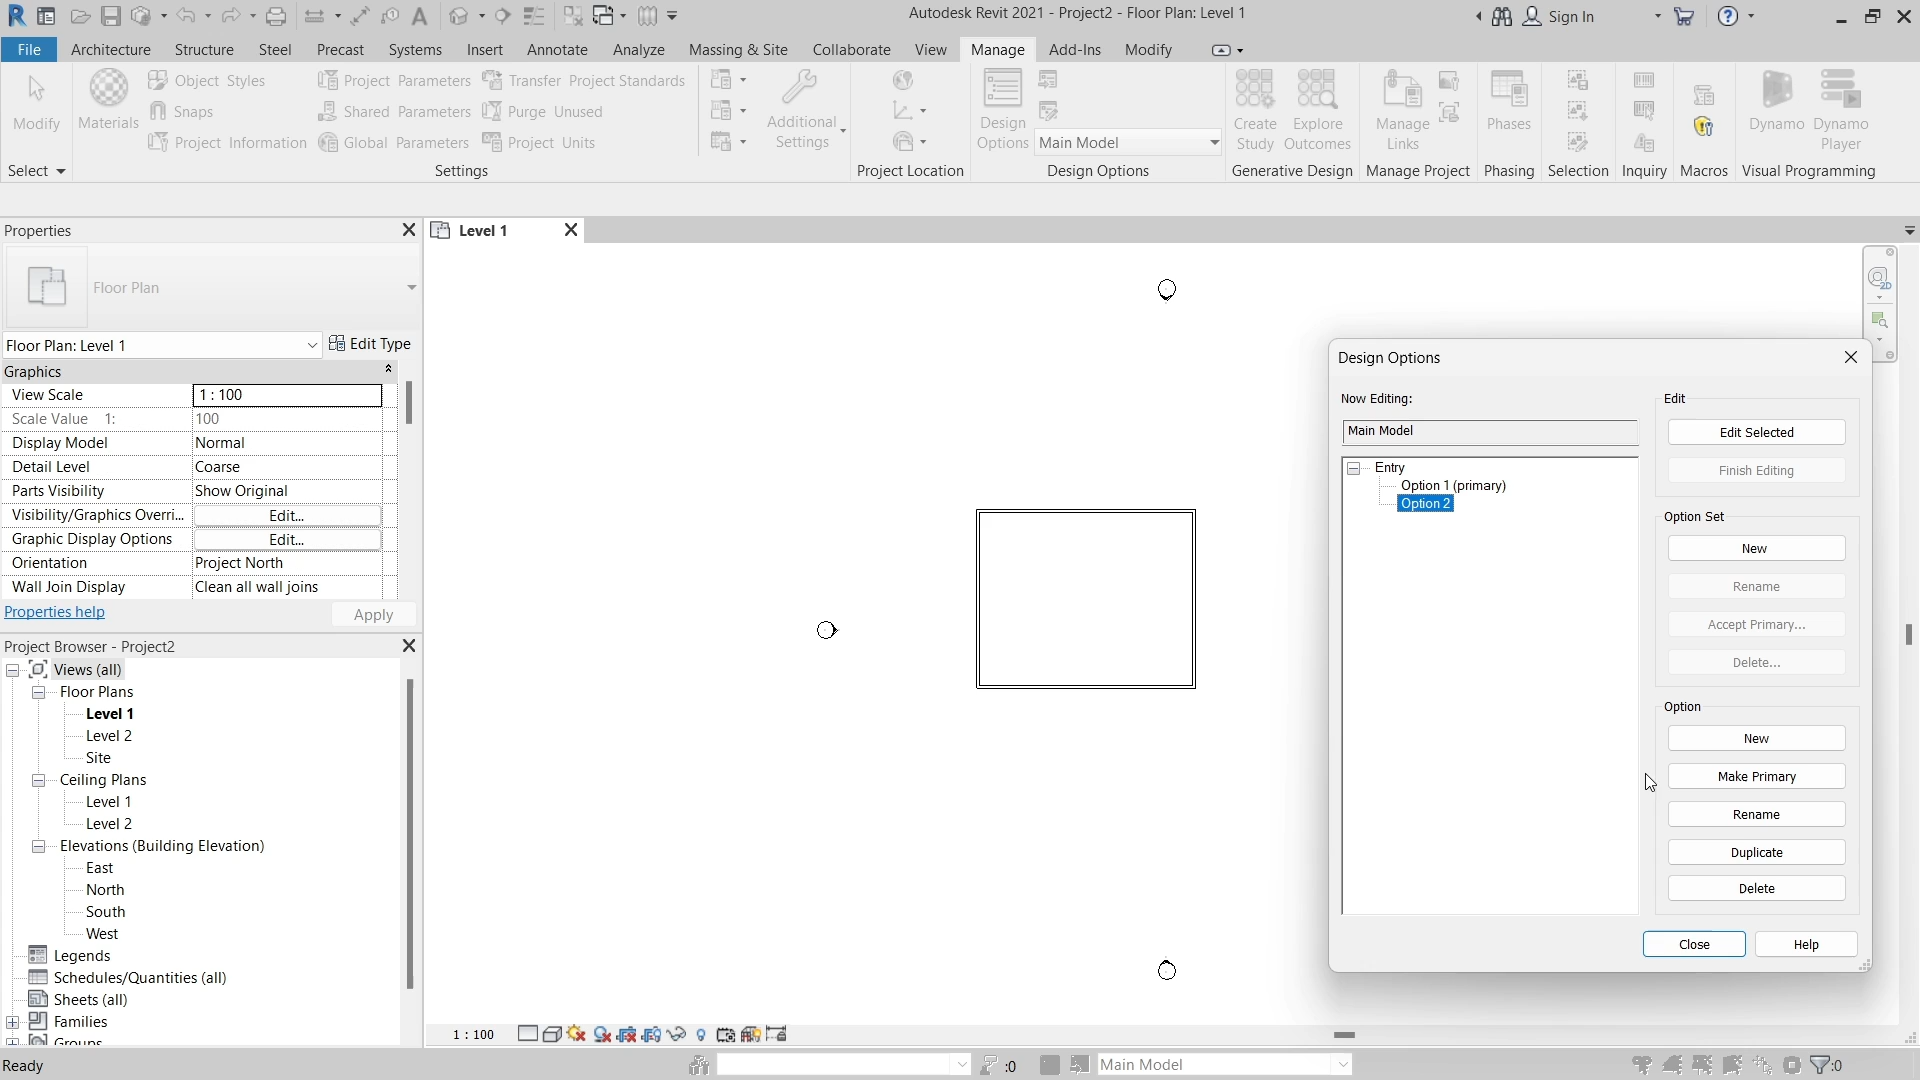 Autodesk Revit 2021 - Project2 - Floor Plan: Level 1
Sign In
File Architecture Structure Steel Precast Systems Insert Annotate Analyze Massing & Site Collaborate View Manage Add-Ins Modify
Modify
Materials
Object Styles
Snaps
Project Information
Project Parameters
Shared Parameters
Global Parameters
Transfer Project Standards
Purge Unused
Project Units
Additional
Settings
Design
Options
Main Model
Create
Study
Explore
Outcomes
Manage
Links
Phases
Dynamo
Dynamo
Player
Select Settings Project Location Design Options Generative Design Manage Project Phasing Selection Inquiry Macros Visual Programming
Properties
Floor Plan
Floor Plan: Level 1
Edit Type
Graphics
View Scale 1 : 100
Scale Value 1: 100
Display Model Normal
Detail Level Coarse
Parts Visibility Show Original
Visibility/Graphics Overri... Edit...
Graphic Display Options Edit...
Orientation Project North
Wall Join Display Clean all wall joins
Properties help
Apply
Project Browser - Project2
Views (all)
Floor Plans
Level 1
Level 2
Site
Ceiling Plans
Level 1
Level 2
Elevations (Building Elevation)
East
North
South
West
Legends
Schedules/Quantities (all)
Sheets (all)
Families
Groups
Level 1
2D
Design Options
Now Editing:
Main Model
Entry
Option 1 (primary)
Option 2
Edit
Edit Selected
Finish Editing
Option Set
New
Rename
Accept Primary...
Delete...
Option
New
Make Primary
Rename
Duplicate
Delete
Close
Help
1 : 100
Ready
:0
Main Model
:0